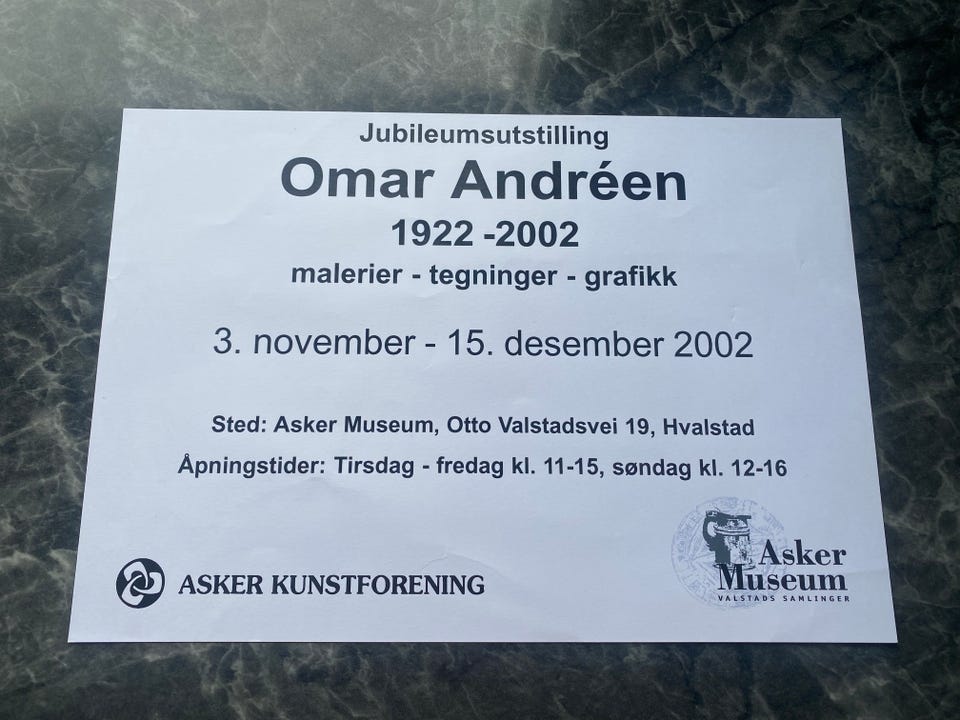 Jubileumsutstilling
Omar Andréen
1922 -2002
malerier - tegninger - grafikk
3. november - 15. desember 2002
Sted: Asker Museum, Otto Valstadsvei 19, Hvalstad
Åpningstider: Tirsdag - fredag kl. 11-15, søndag kl. 12-16
ASKER KUNSTFORENING
Asker
Museum
VALSTADS SAMLINGER